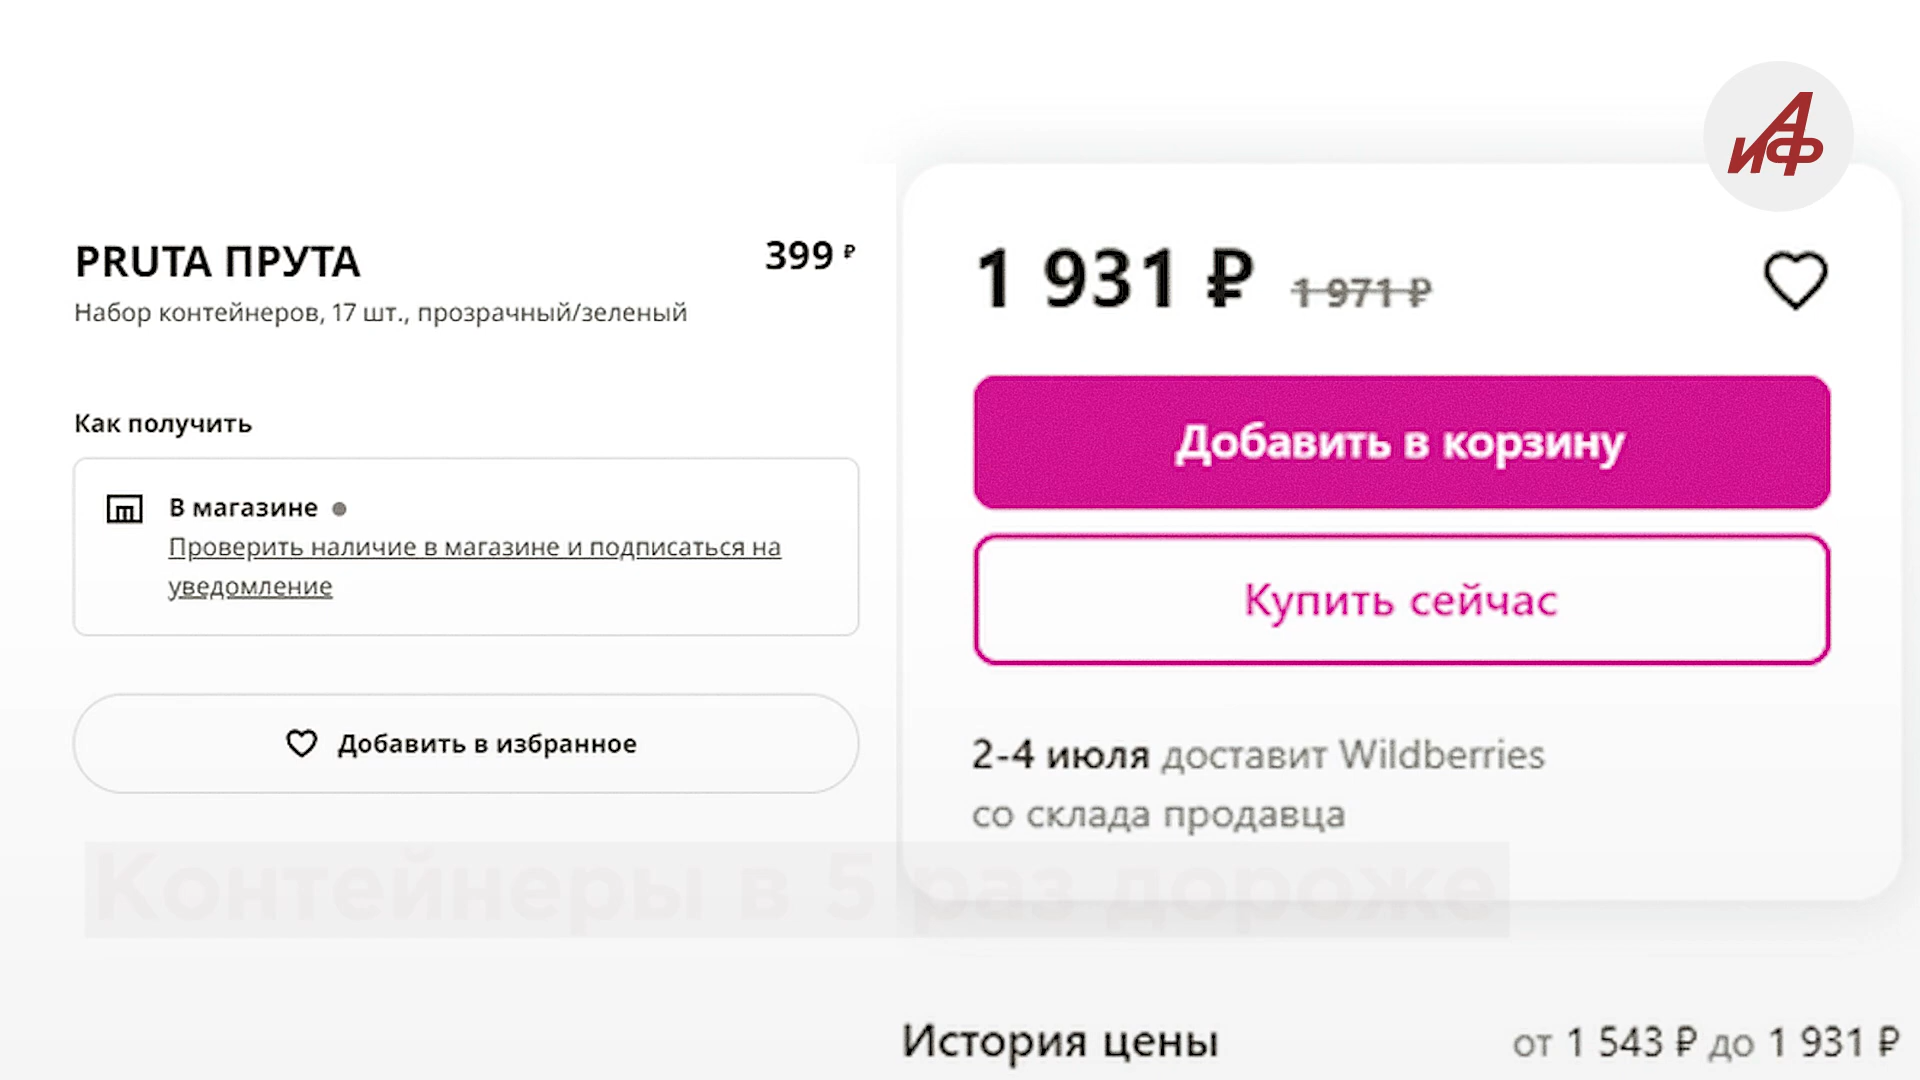 АиФ
PRUTA ПРУТА
399 ₽
Набор контейнеров, 17 шт., прозрачный/зеленый
Как получить
В магазине
Проверить наличие в магазине и подписаться на
уведомление
Добавить в избранное
1 931 ₽ 1 971 ₽
Добавить в корзину
Купить сейчас
2-4 июля доставит Wildberries
со склада продавца
Контейнеры в 5 раз дороже
История цены
от 1 543 ₽ до 1 931 ₽